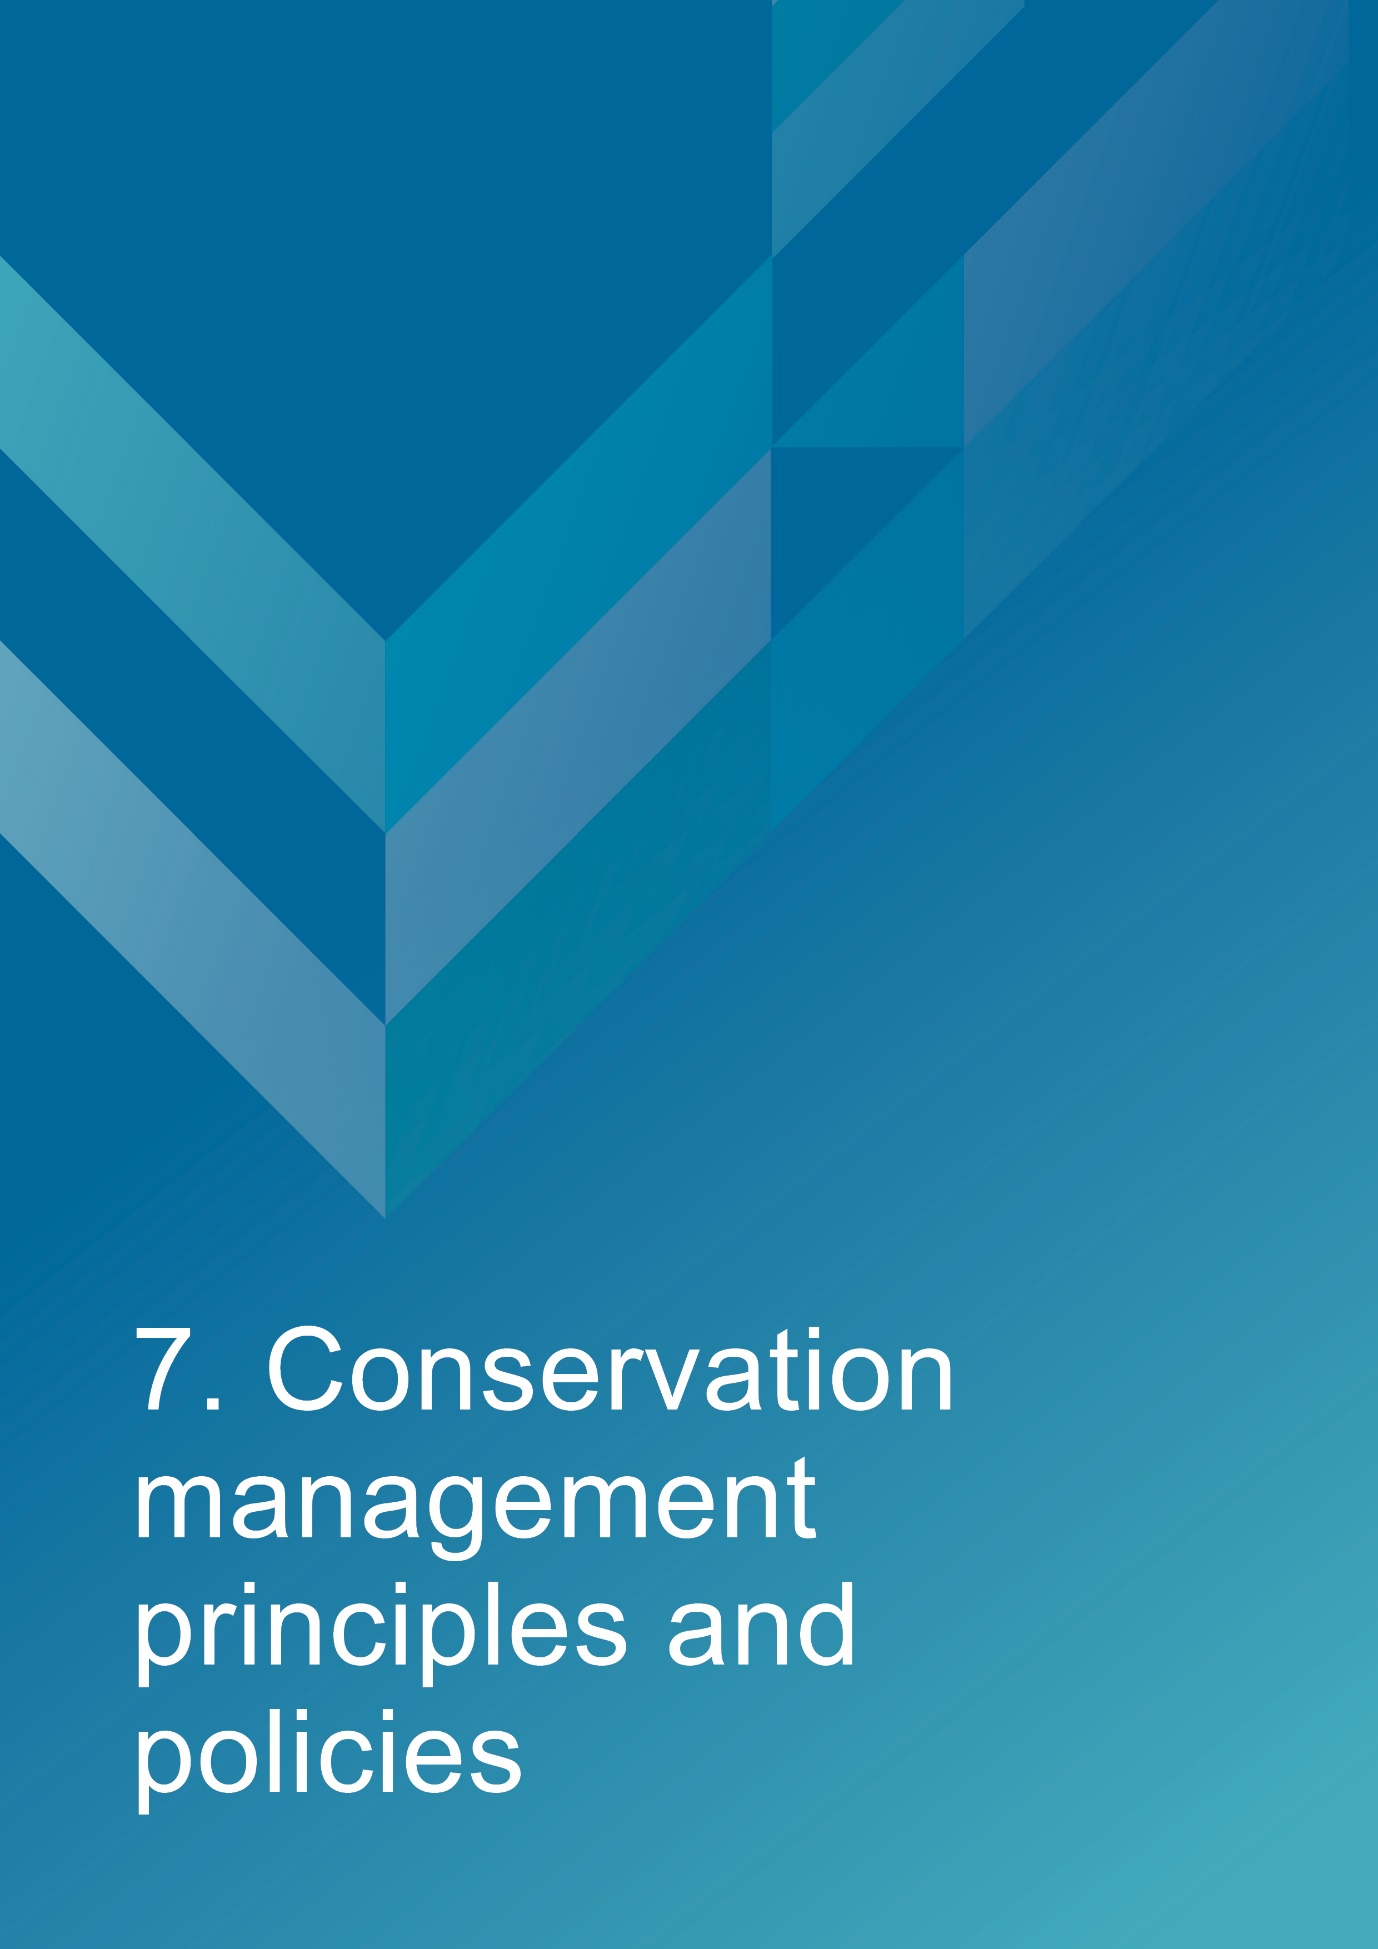 7. Conservation
management
principles and
policies